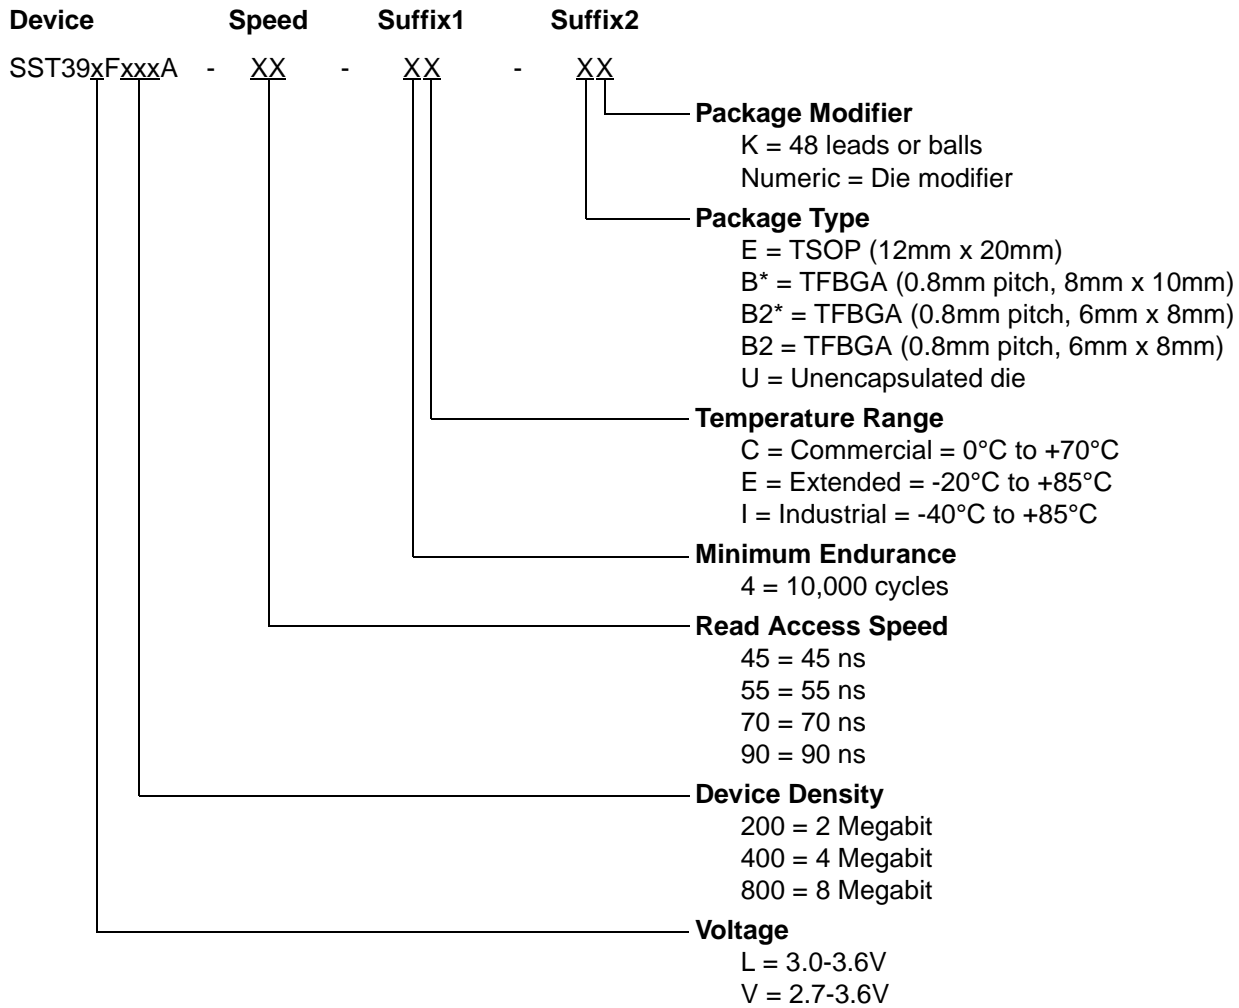 Device Speed Suffix1 Suffix2
SST39xFxxxA - XX - XX - XX
Package Modifier
K = 48 leads or balls
Numeric = Die modifier
Package Type
E = TSOP (12mm x 20mm)
B* = TFBGA (0.8mm pitch, 8mm x 10mm)
B2* = TFBGA (0.8mm pitch, 6mm x 8mm)
B2 = TFBGA (0.8mm pitch, 6mm x 8mm)
U = Unencapsulated die
Temperature Range
C = Commercial = 0°C to +70°C
E = Extended = -20°C to +85°C
I = Industrial = -40°C to +85°C
Minimum Endurance
4 = 10,000 cycles
Read Access Speed
45 = 45 ns
55 = 55 ns
70 = 70 ns
90 = 90 ns
Device Density
200 = 2 Megabit
400 = 4 Megabit
800 = 8 Megabit
Voltage
L = 3.0-3.6V
V = 2.7-3.6V